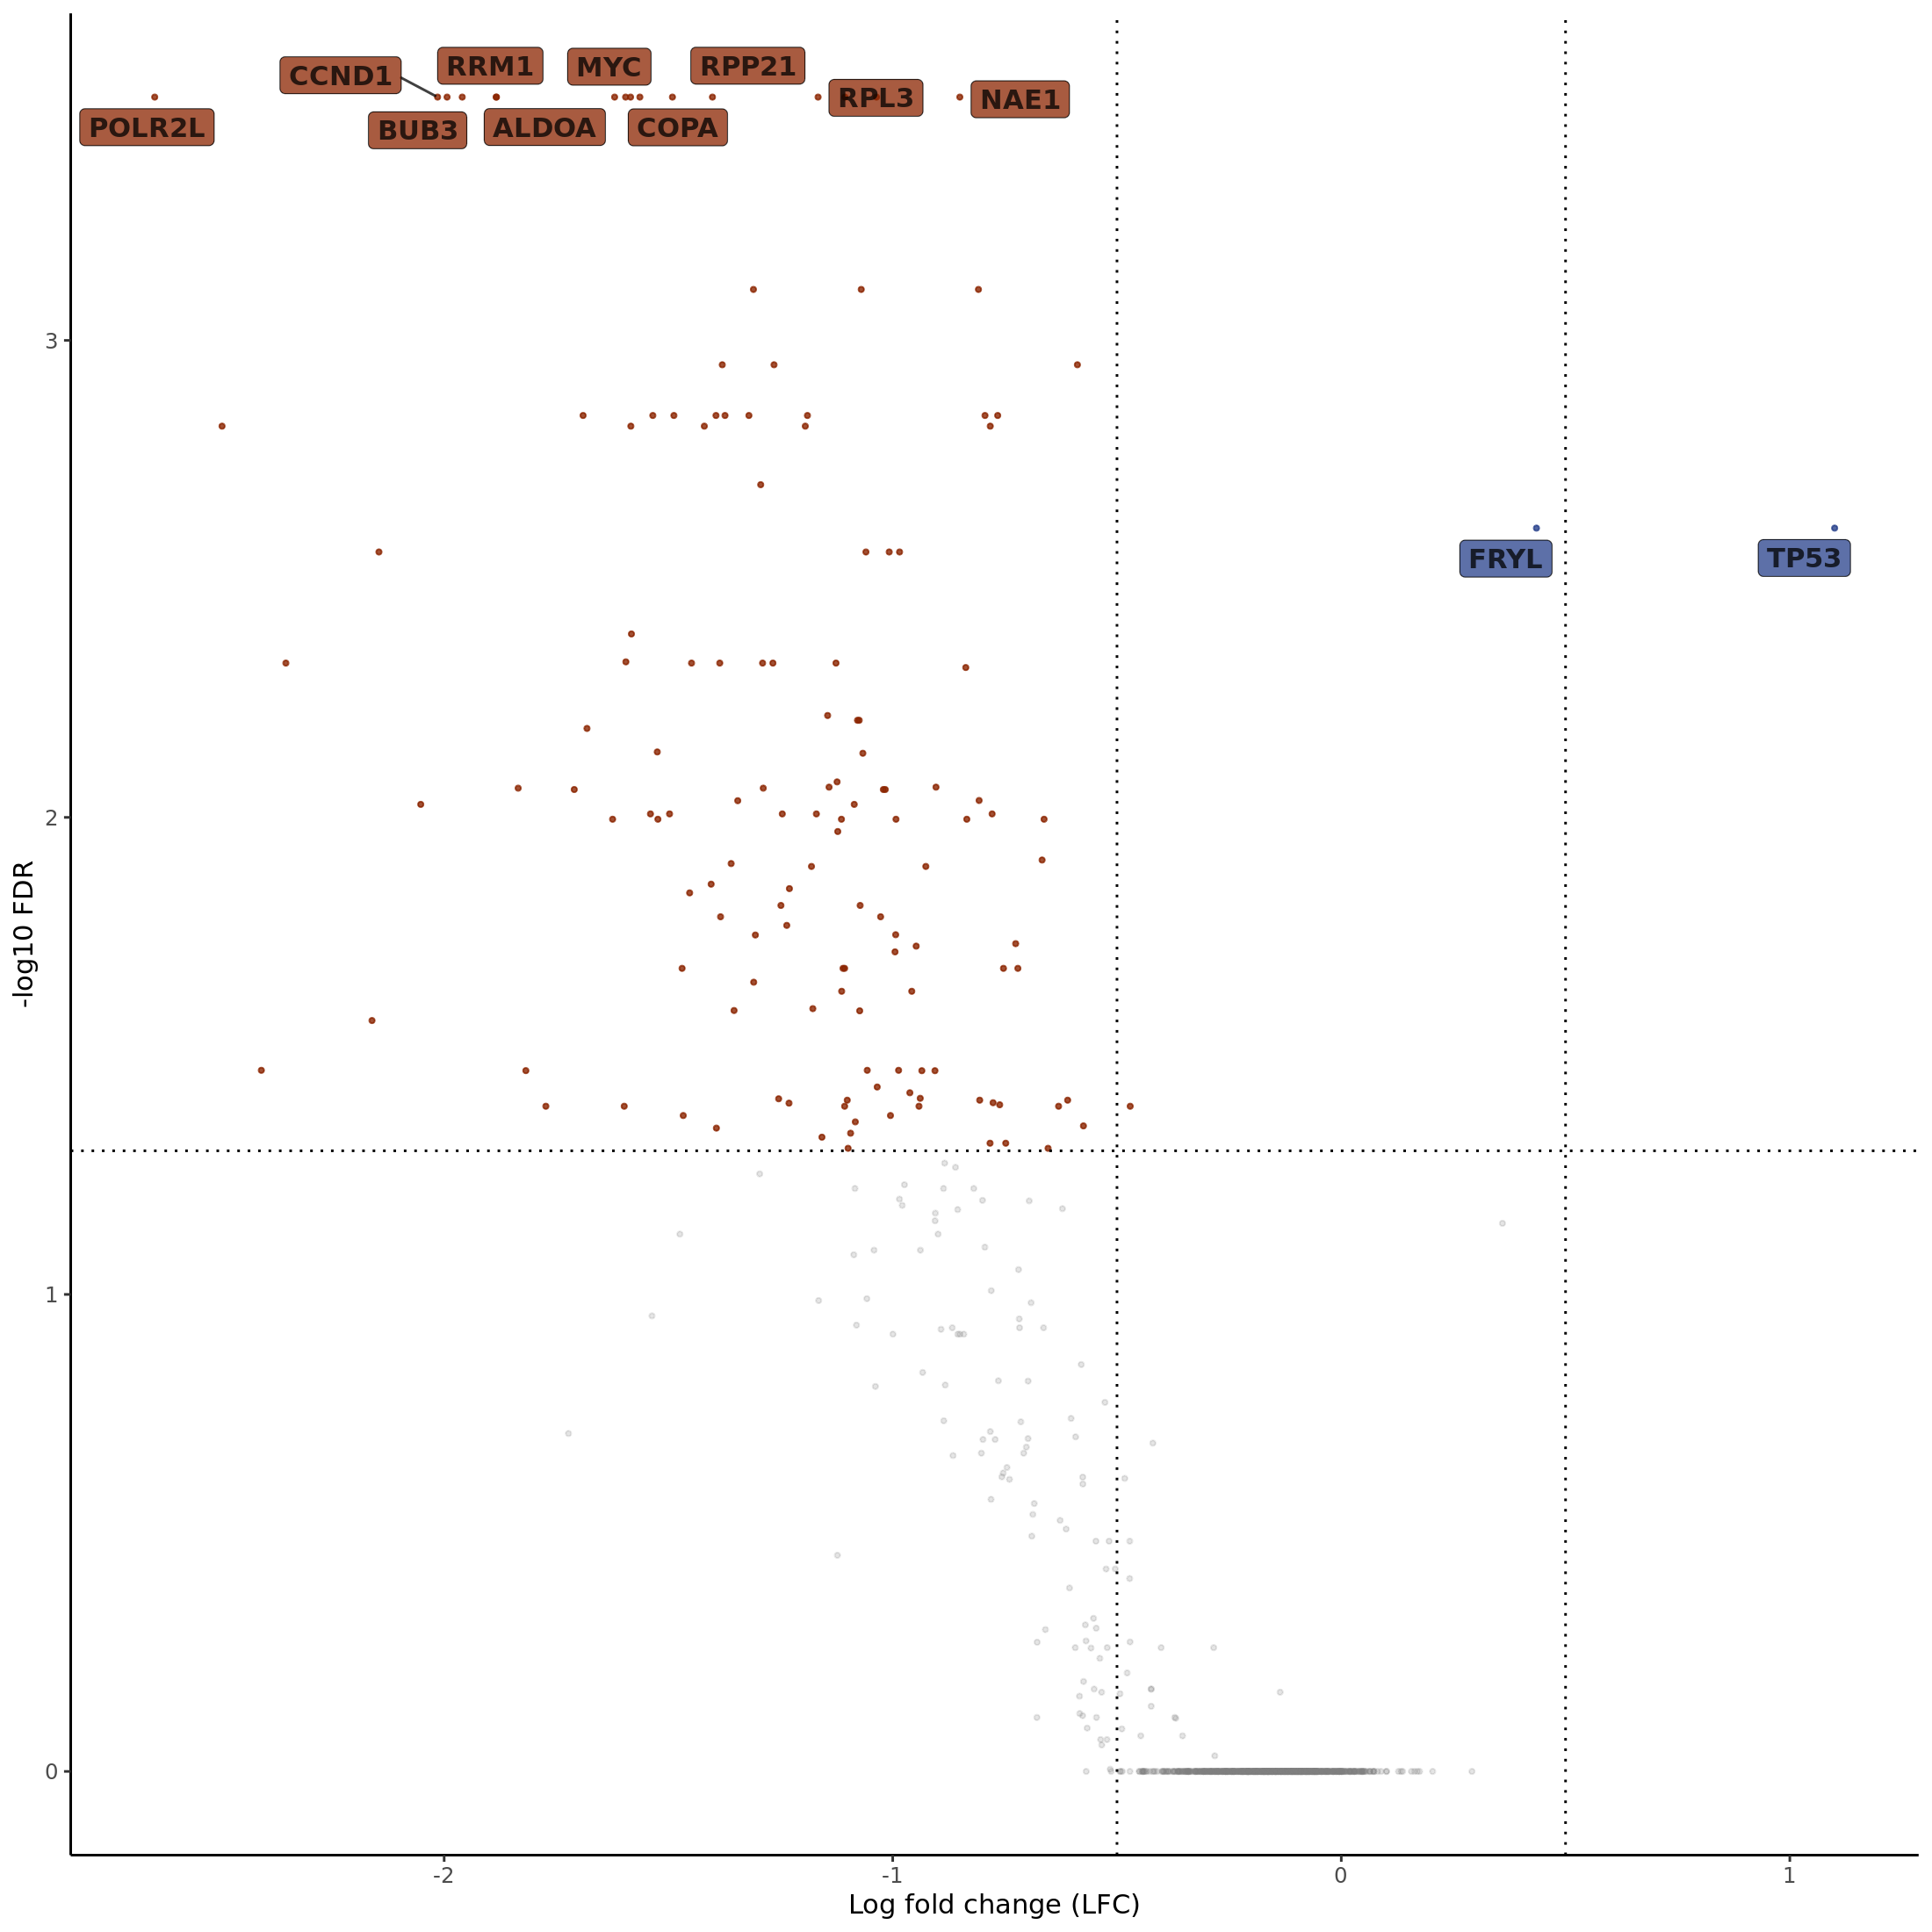 CCND1
RRM1
MYC
RPP21
RPL3
NAE1
POLR2L
BUB3
ALDOA
COPA
3
FRYL
TP53
2
-log10 FDR
1
0
-2
-1
0
1
Log fold change (LFC)